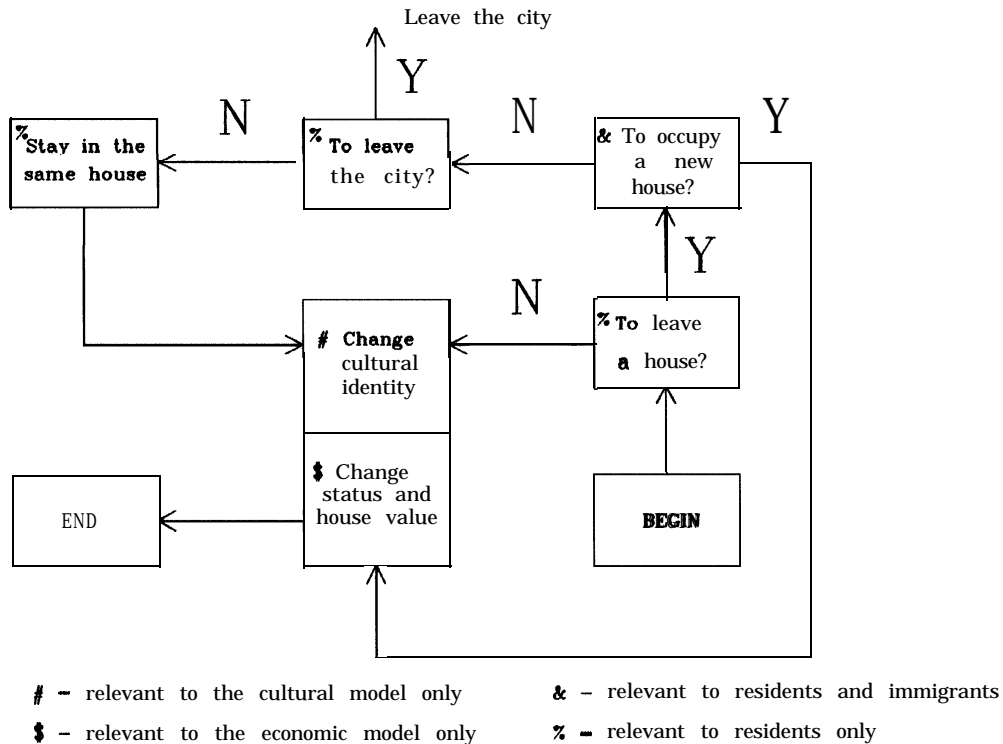 Leave the city
Y
N
N
Y
% Stay in the
same house
% To leave
the city?
& To occupy
a new
house?
Y
N
# Change
cultural
identity
% To leave
a house?
$ Change
status and
house value
END
BEGIN
# – relevant to the cultural model only
& – relevant to residents and immigrants
$ – relevant to the economic model only
% – relevant to residents only